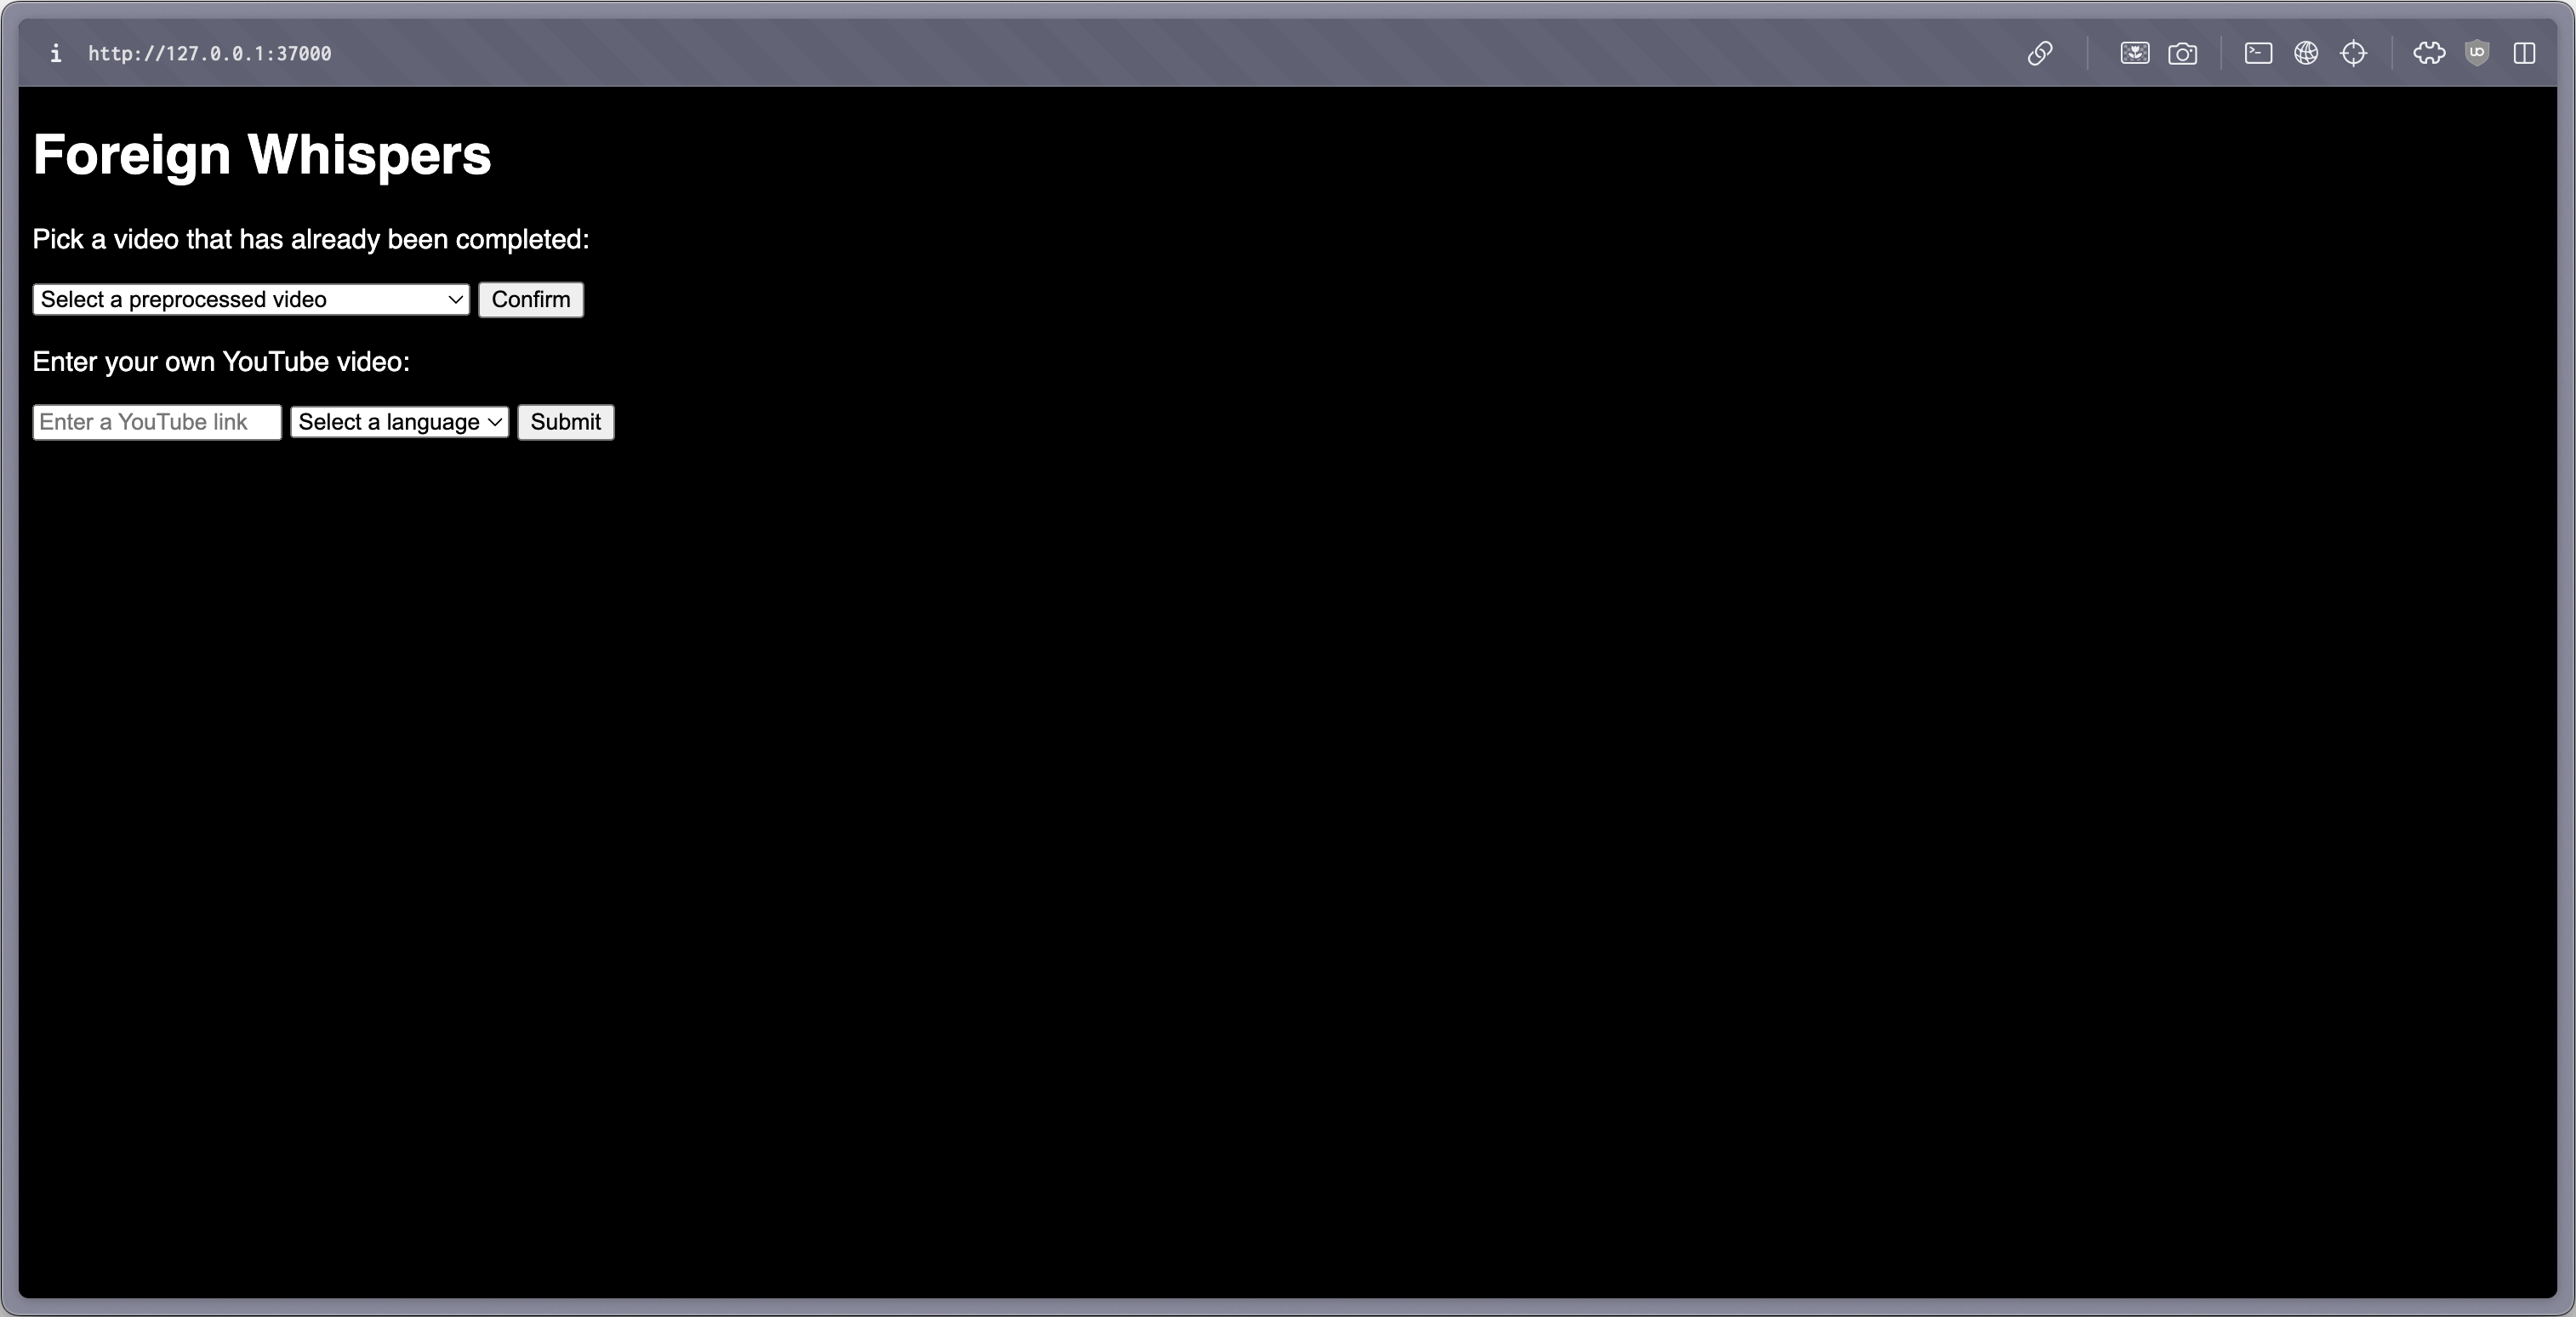 i http://127.0.0.1:37000
Foreign Whispers
Pick a video that has already been completed:
Select a preprocessed video Confirm
Enter your own YouTube video:
Enter a YouTube link Select a language Submit